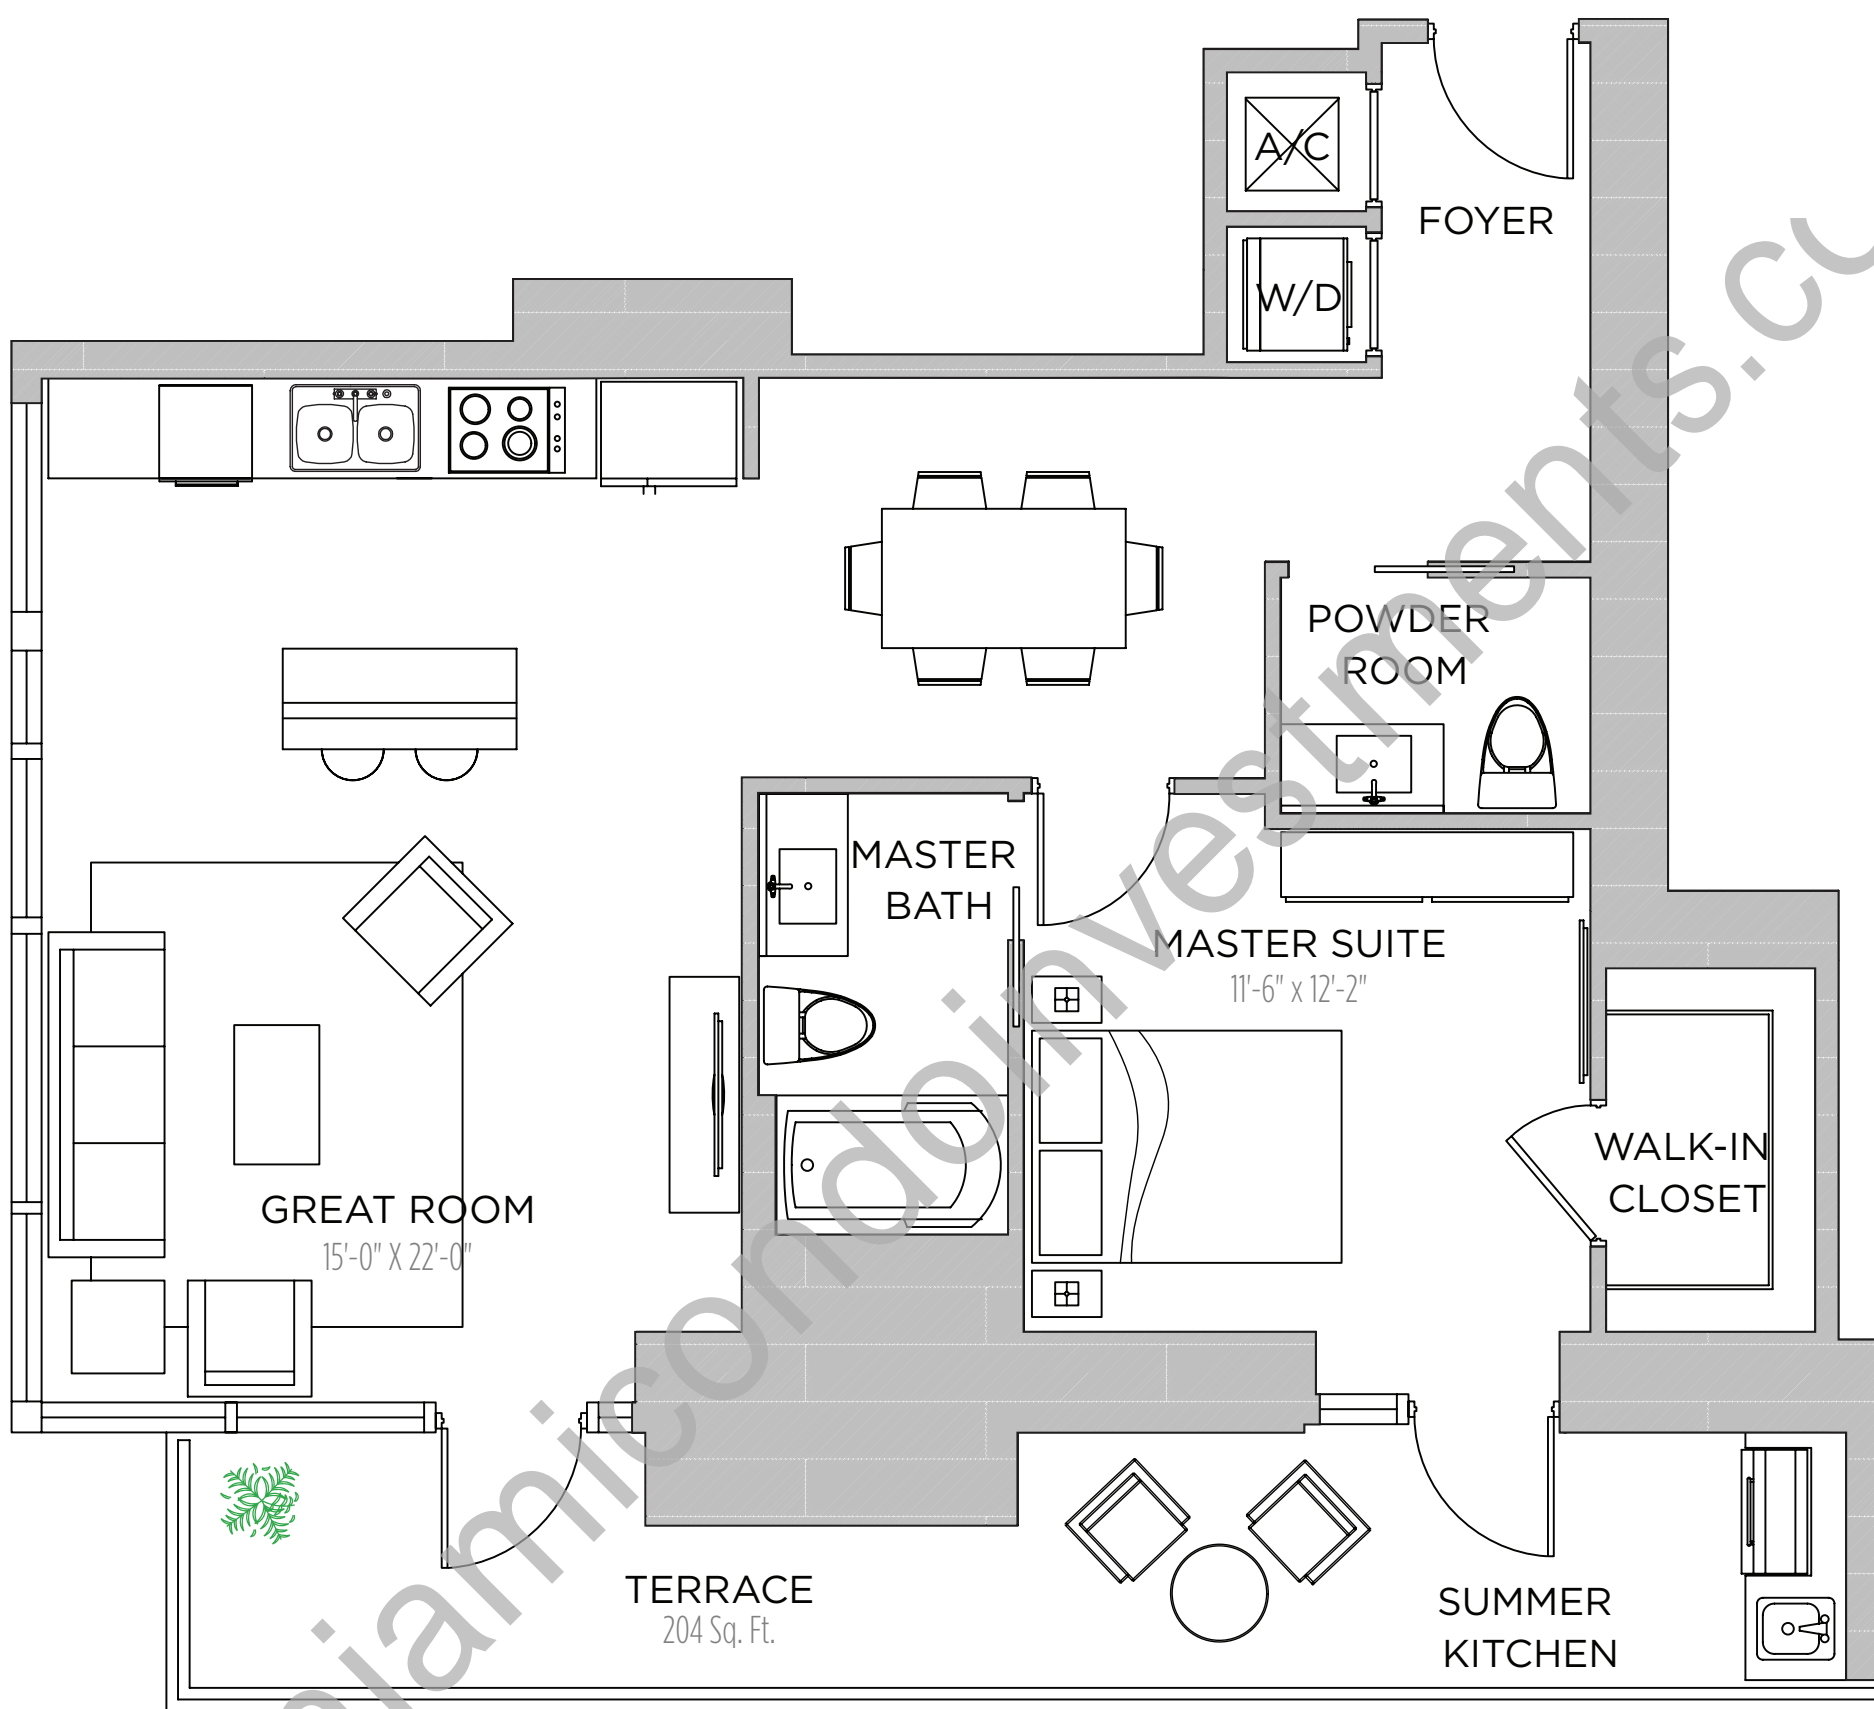 A/C
FOYER
W/D
POWDER
ROOM
MASTER
BATH
MASTER SUITE
11'-6" x 12'-2"
WALK-IN
CLOSET
GREAT ROOM
15'-0" X 22'-0"
TERRACE
204 Sq. Ft.
SUMMER
KITCHEN
miamicondoinvestments.co